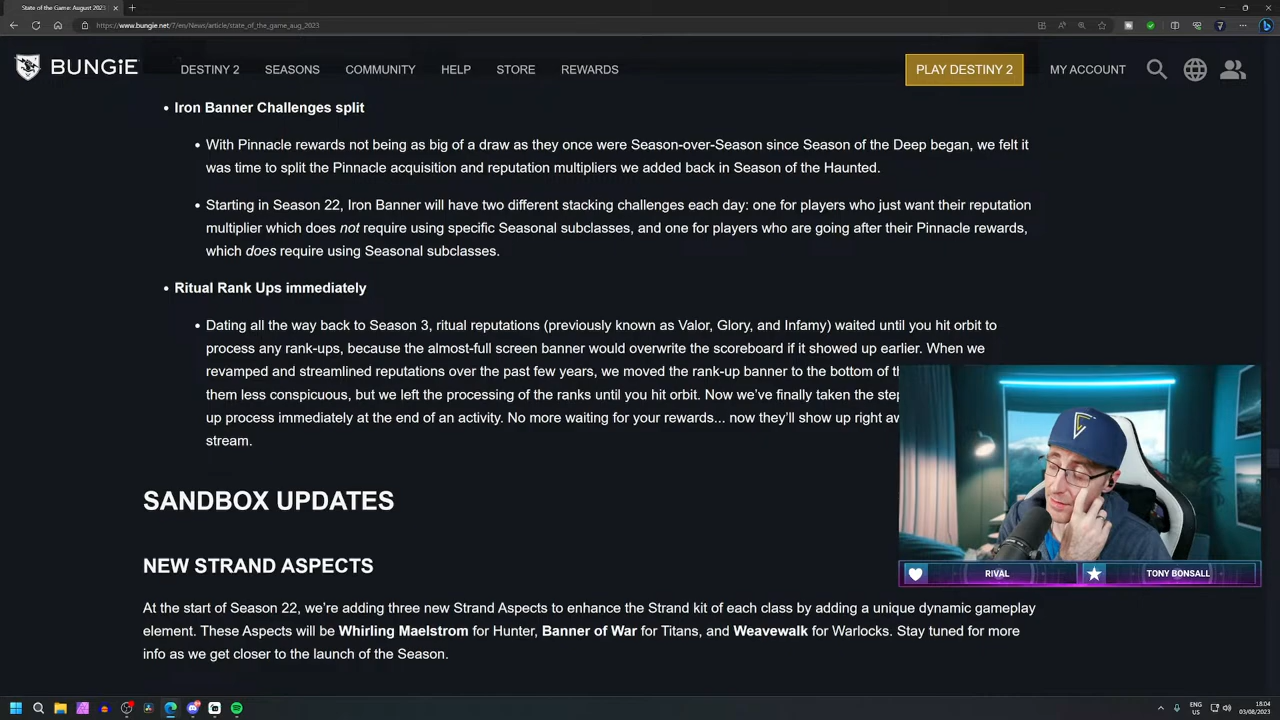 State of the Game: August 2023
https://www.bungie.net/7/en/News/article/state_of_the_game_aug_2023
BUNGiE
DESTINY 2 SEASONS COMMUNITY HELP STORE REWARDS
PLAY DESTINY 2
MY ACCOUNT
• Iron Banner Challenges split
• With Pinnacle rewards not being as big of a draw as they once were Season-over-Season since Season of the Deep began, we felt it
was time to split the Pinnacle acquisition and reputation multipliers we added back in Season of the Haunted.
• Starting in Season 22, Iron Banner will have two different stacking challenges each day: one for players who just want their reputation
multiplier which does not require using specific Seasonal subclasses, and one for players who are going after their Pinnacle rewards,
which does require using Seasonal subclasses.
• Ritual Rank Ups immediately
• Dating all the way back to Season 3, ritual reputations (previously known as Valor, Glory, and Infamy) waited until you hit orbit to
process any rank-ups, because the almost-full screen banner would overwrite the scoreboard if it showed up earlier. When we
revamped and streamlined reputations over the past few years, we moved the rank-up banner to the bottom of th
them less conspicuous, but we left the processing of the ranks until you hit orbit. Now we've finally taken the step
up process immediately at the end of an activity. No more waiting for your rewards... now they'll show up right aw
stream.
SANDBOX UPDATES
NEW STRAND ASPECTS
At the start of Season 22, we're adding three new Strand Aspects to enhance the Strand kit of each class by adding a unique dynamic gameplay
element. These Aspects will be Whirling Maelstrom for Hunter, Banner of War for Titans, and Weavewalk for Warlocks. Stay tuned for more
info as we get closer to the launch of the Season.
RIVAL
TONY BONSALL
ENG
US
18:04
03/08/2023